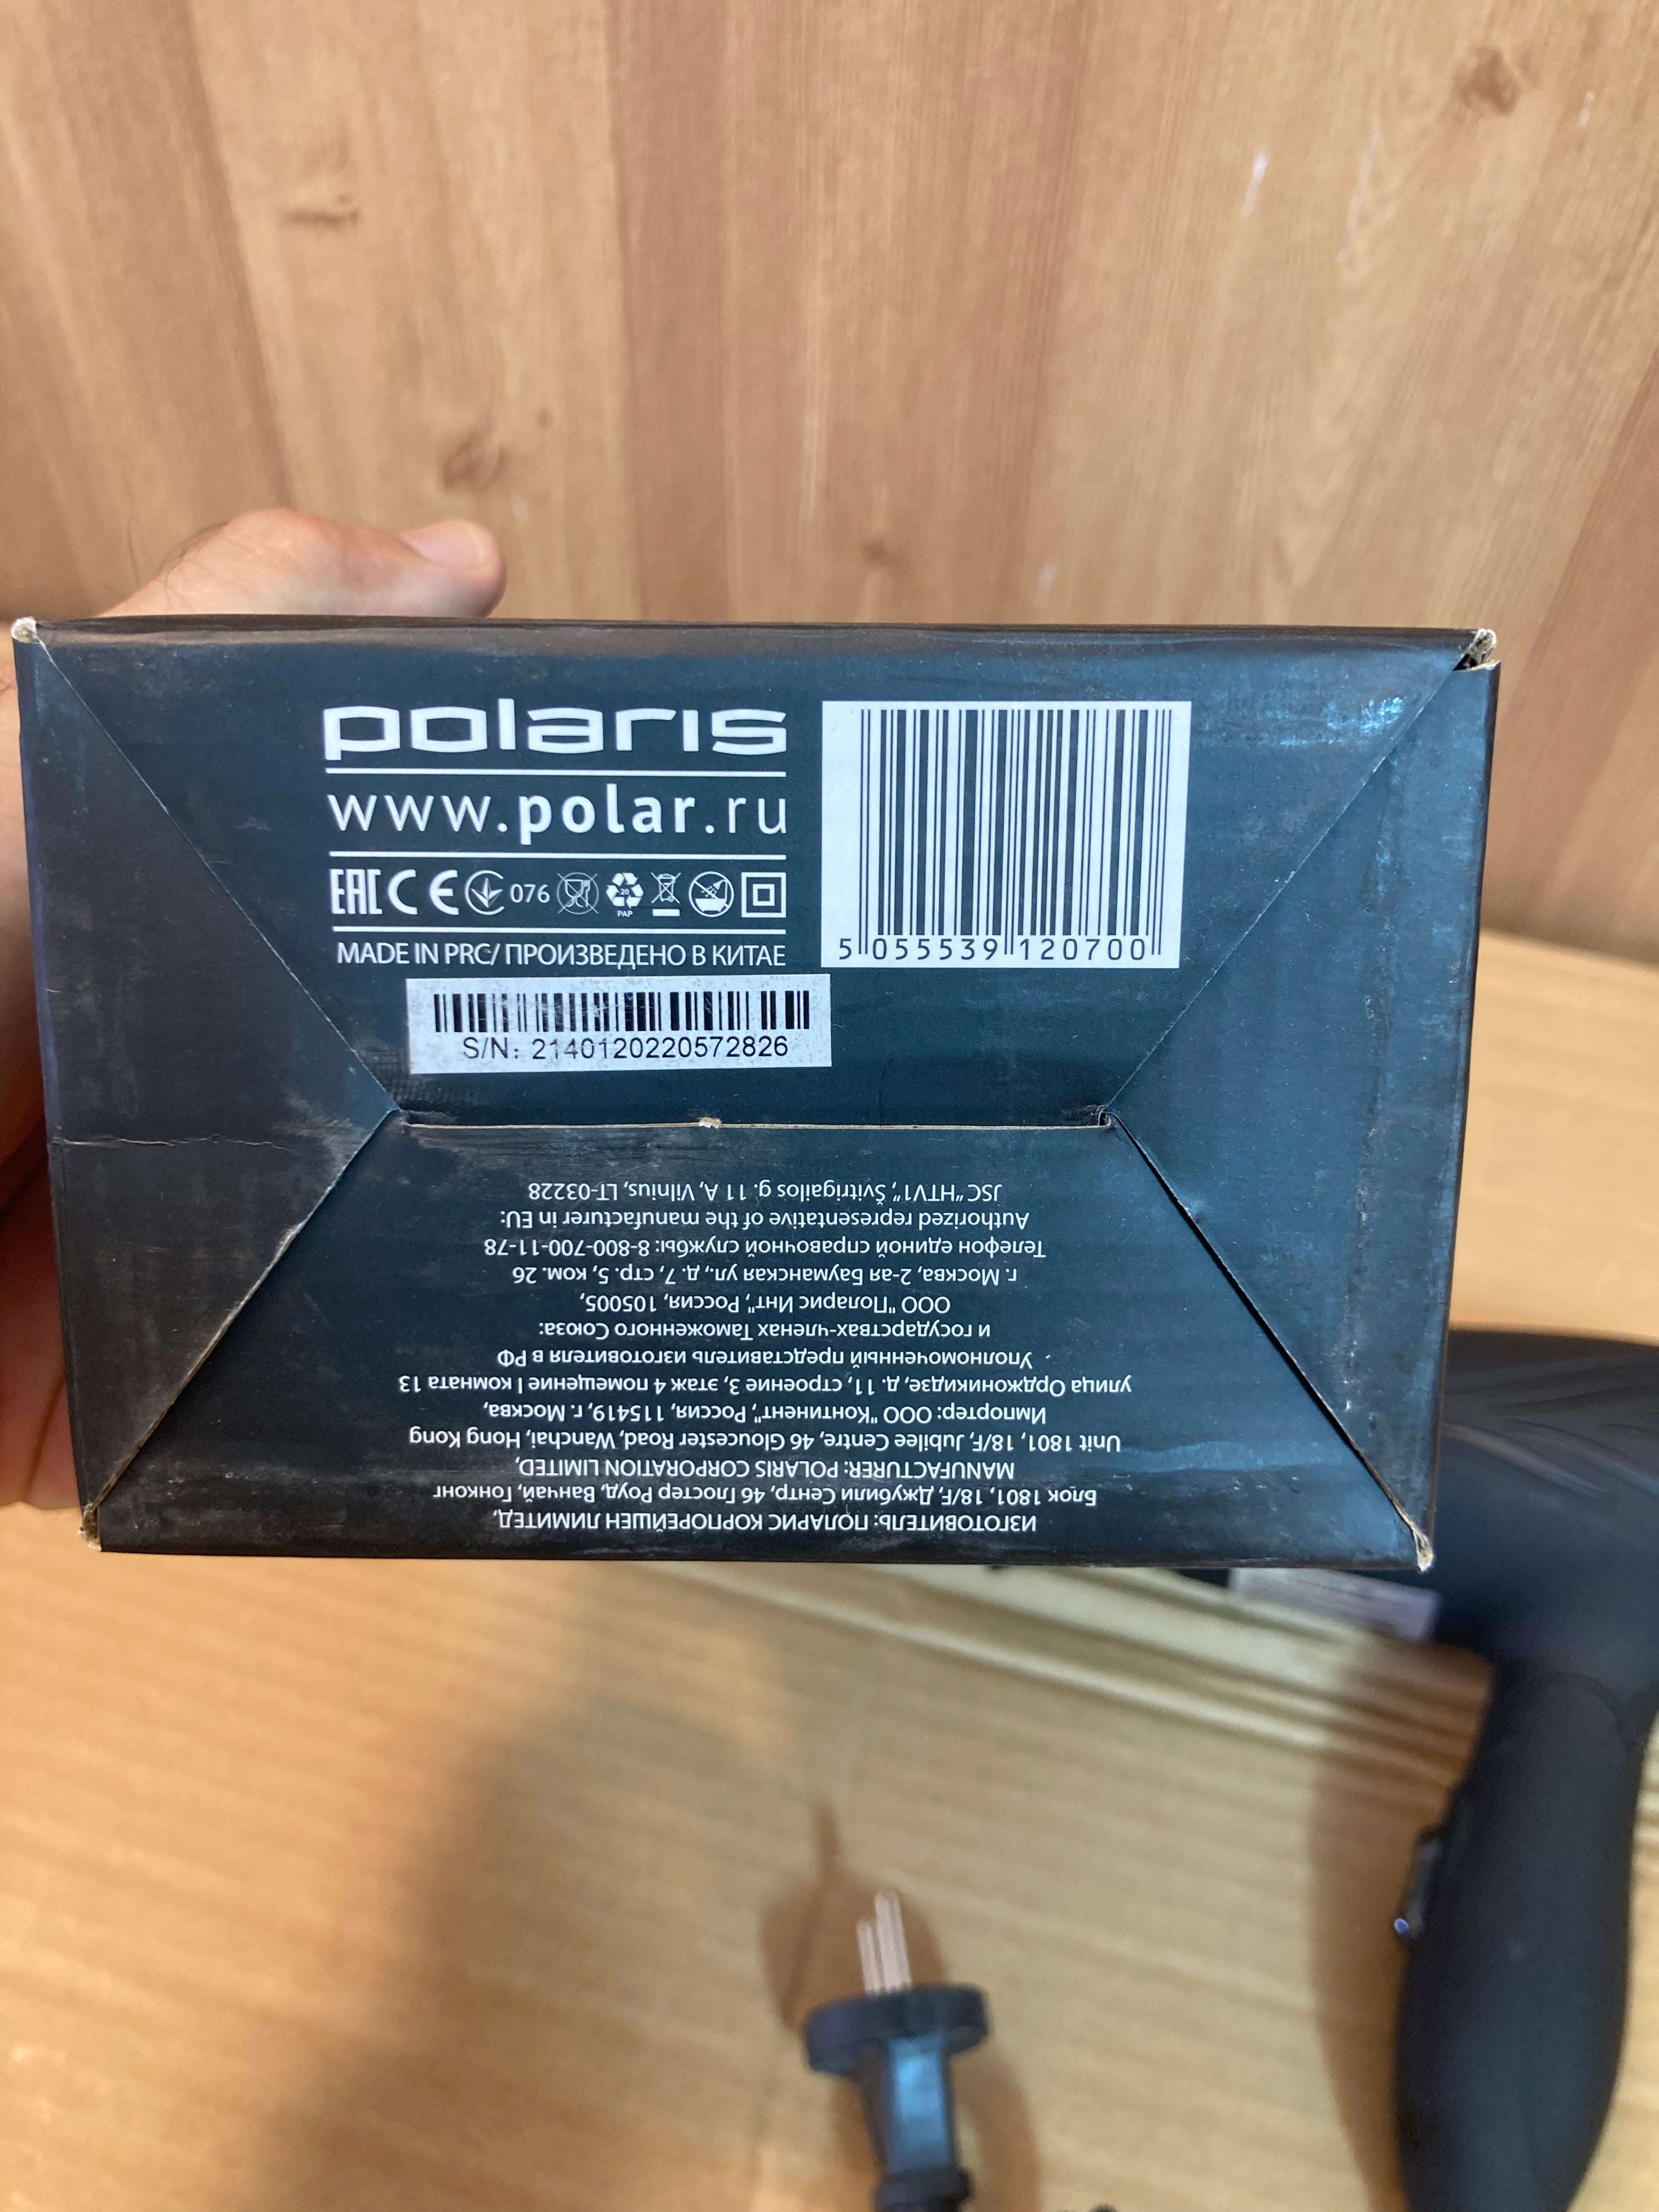 polaris
www.polar.ru
EAC CE 076 20 PAP
MADE IN PRC/ ПРОИЗВЕДЕНО В КИТАЕ
5 055539 120700
S/N: 2140120220572826
ИЗГОТОВИТЕЛЬ: ПОЛАРИС КОРПОРЕЙШЕН ЛИМИТЕД,
Блок 1801, 18/F, Джубили Сентр, 46 Глостер Роуд, Ванчай, Гонконг
MANUFACTURER: POLARIS CORPORATION LIMITED,
Unit 1801, 18/F, Jubilee Centre, 46 Gloucester Road, Wanchai, Hong Kong
Импортер: ООО "Континент", Россия, 115419, г. Москва,
улица Орджоникидзе, д. 11, строение 3, этаж 4 помещение I комната 13
Уполномоченный представитель изготовителя в РФ
и государствах-членах Таможенного Союза:
ООО "Поларис Инт", Россия, 105005,
г. Москва, 2-ая Бауманская ул., д. 7, стр. 5, ком. 26
Телефон единой справочной службы: 8-800-700-11-78
Authorized representative of the manufacturer in EU:
JSC "HTV1", Švitrigailos g. 11 A, Vilnius, LT-03228